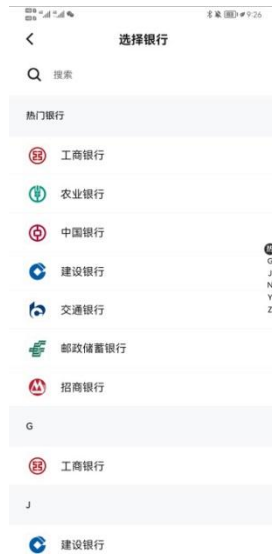 9:26
选择银行
搜索
热门银行
工商银行
农业银行
中国银行
建设银行
交通银行
邮政储蓄银行
招商银行
热
G
J
N
Y
Z
G
工商银行
J
建设银行